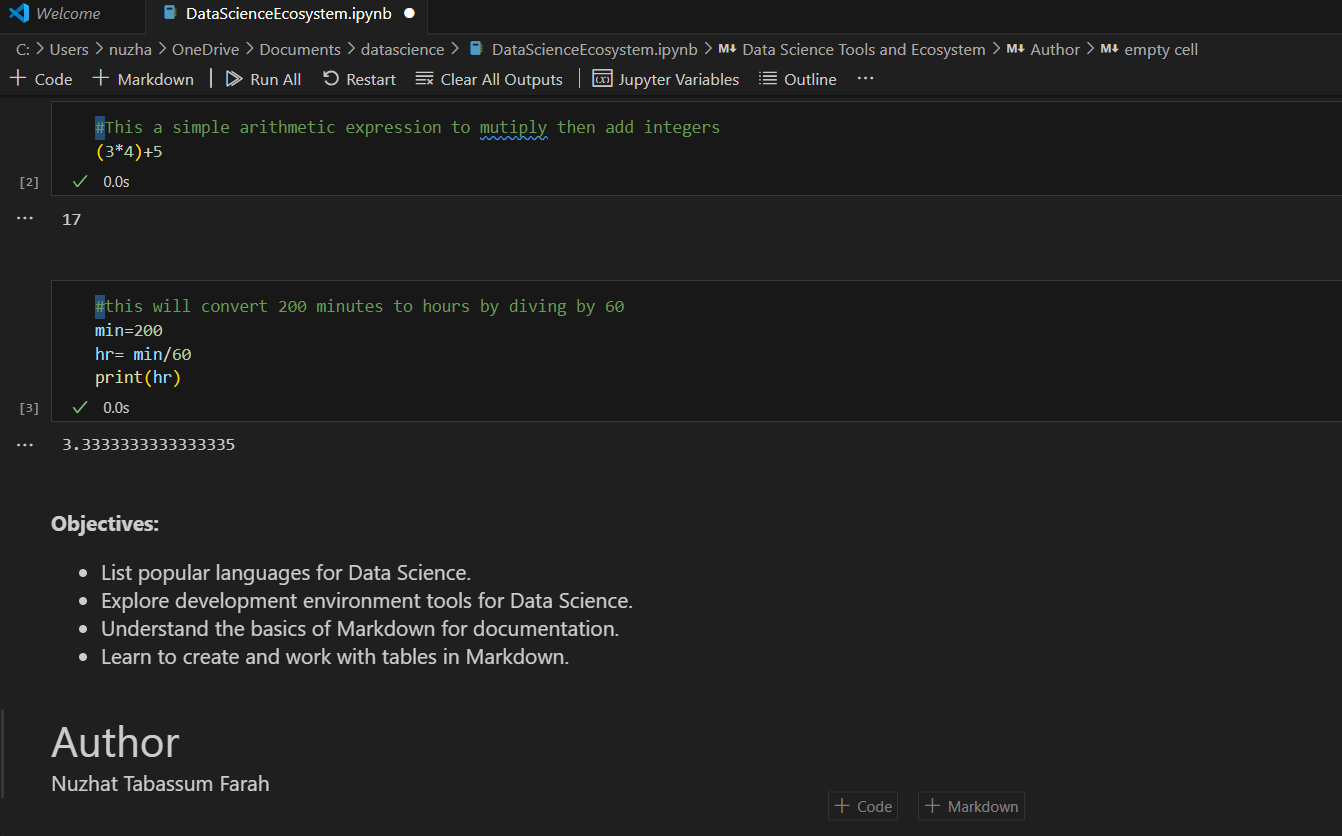 Welcome
DataScienceEcosystem.ipynb
C: > Users > nuzha > OneDrive > Documents > datascience > DataScienceEcosystem.ipynb > M↓ Data Science Tools and Ecosystem > M↓ Author > M↓ empty cell
+ Code + Markdown | Run All Restart Clear All Outputs | Jupyter Variables Outline ...
#This a simple arithmetic expression to mutiply then add integers
(3*4)+5
[2] ✓ 0.0s
... 17
#this will convert 200 minutes to hours by diving by 60
min=200
hr= min/60
print(hr)
[3] ✓ 0.0s
... 3.3333333333333335
Objectives:
• List popular languages for Data Science.
• Explore development environment tools for Data Science.
• Understand the basics of Markdown for documentation.
• Learn to create and work with tables in Markdown.
Author
Nuzhat Tabassum Farah
+ Code + Markdown